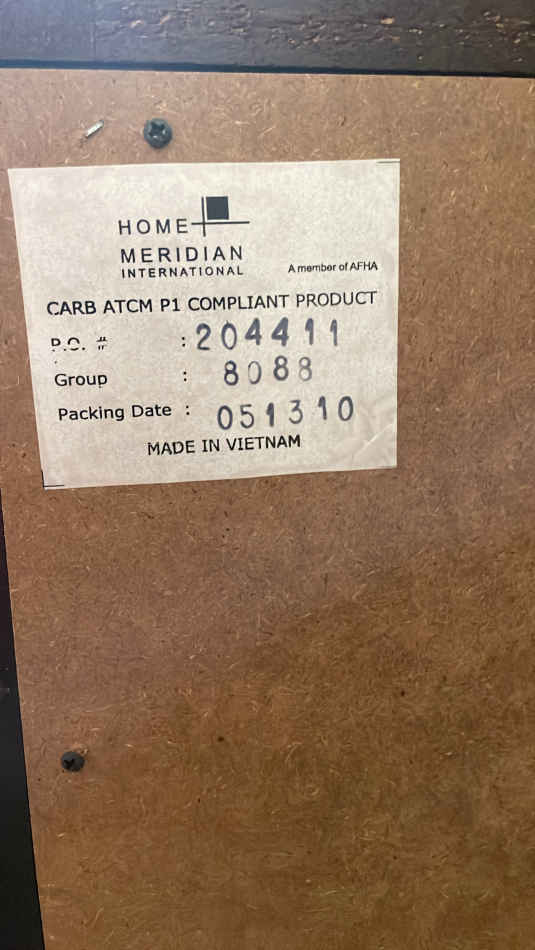 HOME
MERIDIAN
INTERNATIONAL
A member of AFHA
CARB ATCM P1 COMPLIANT PRODUCT
P.O. # : 204411
Group : 8088
Packing Date : 051310
MADE IN VIETNAM